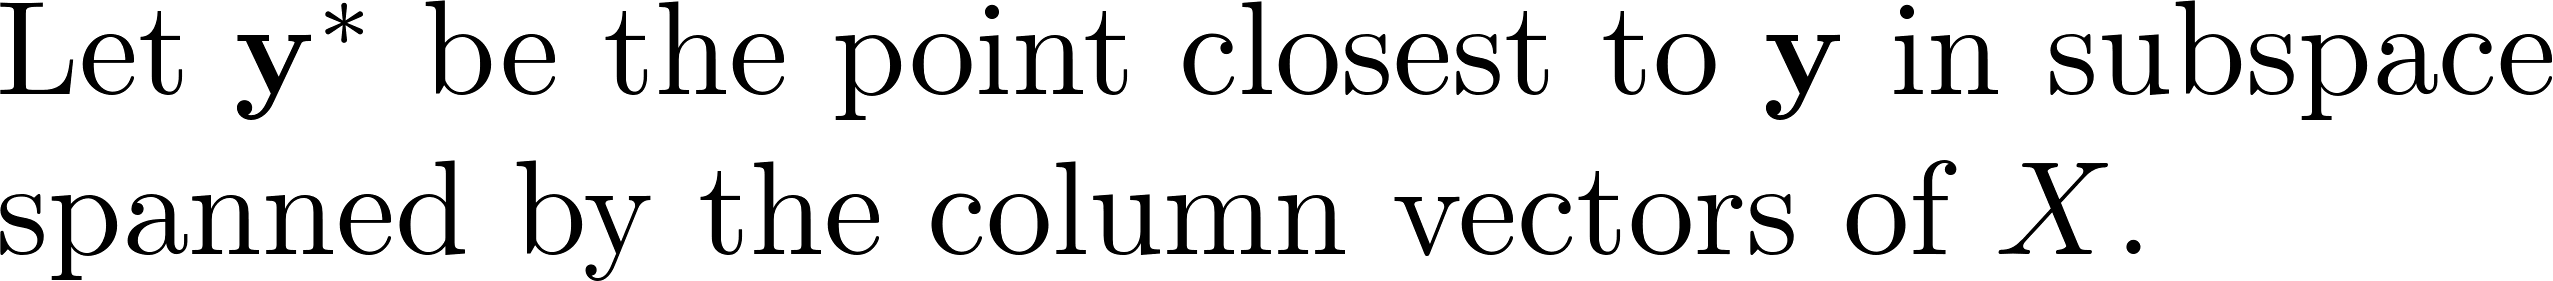 Let y* be the point closest to y in subspace
spanned by the column vectors of X.